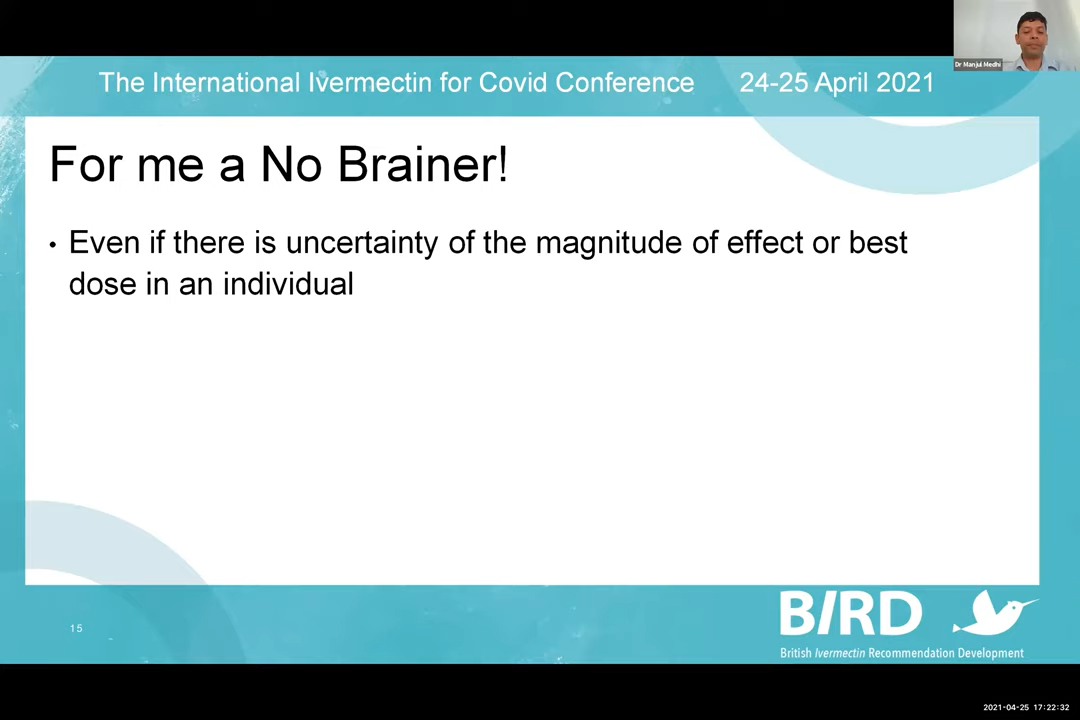 Dr Manjul Medhi
The International Ivermectin for Covid Conference 24-25 April 2021
For me a No Brainer!
• Even if there is uncertainty of the magnitude of effect or best
dose in an individual
15
BIRD
British Ivermectin Recommendation Development
2021-04-25 17:22:32